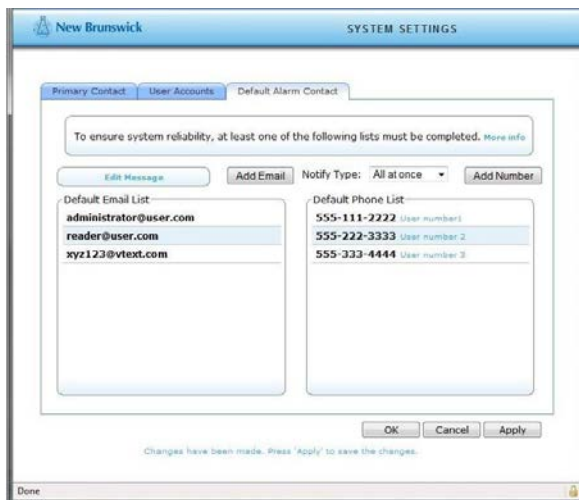 New Brunswick
SYSTEM SETTINGS
Primary Contact
User Accounts
Default Alarm Contact
To ensure system reliability, at least one of the following lists must be completed. More info
Edit Message
Add Email
Notify Type:
All at once
Add Number
Default Email List
administrator@user.com
reader@user.com
xyz123@vtext.com
Default Phone List
555-111-2222 User number1
555-222-3333 User number 2
555-333-4444 User number 3
OK
Cancel
Apply
Changes have been made. Press 'Apply' to save the changes.
Done